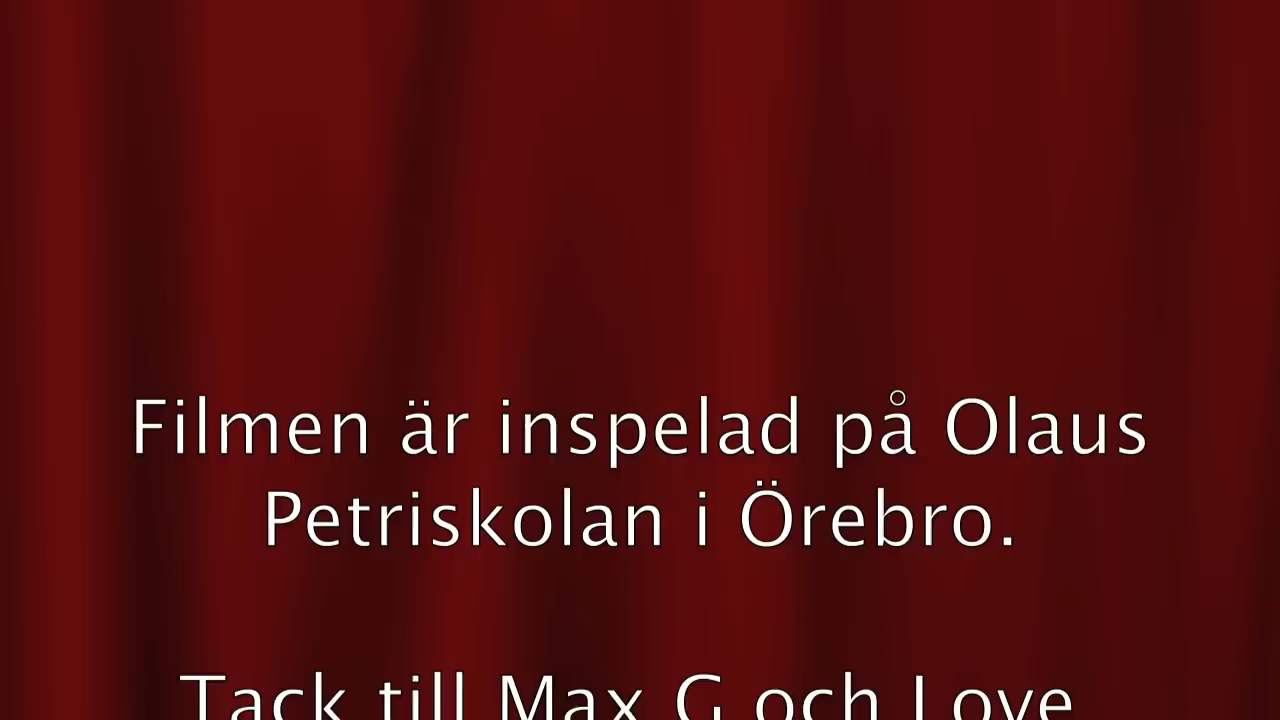 Filmen är inspelad på Olaus
Petriskolan i Örebro.
Tack till Max G och Love